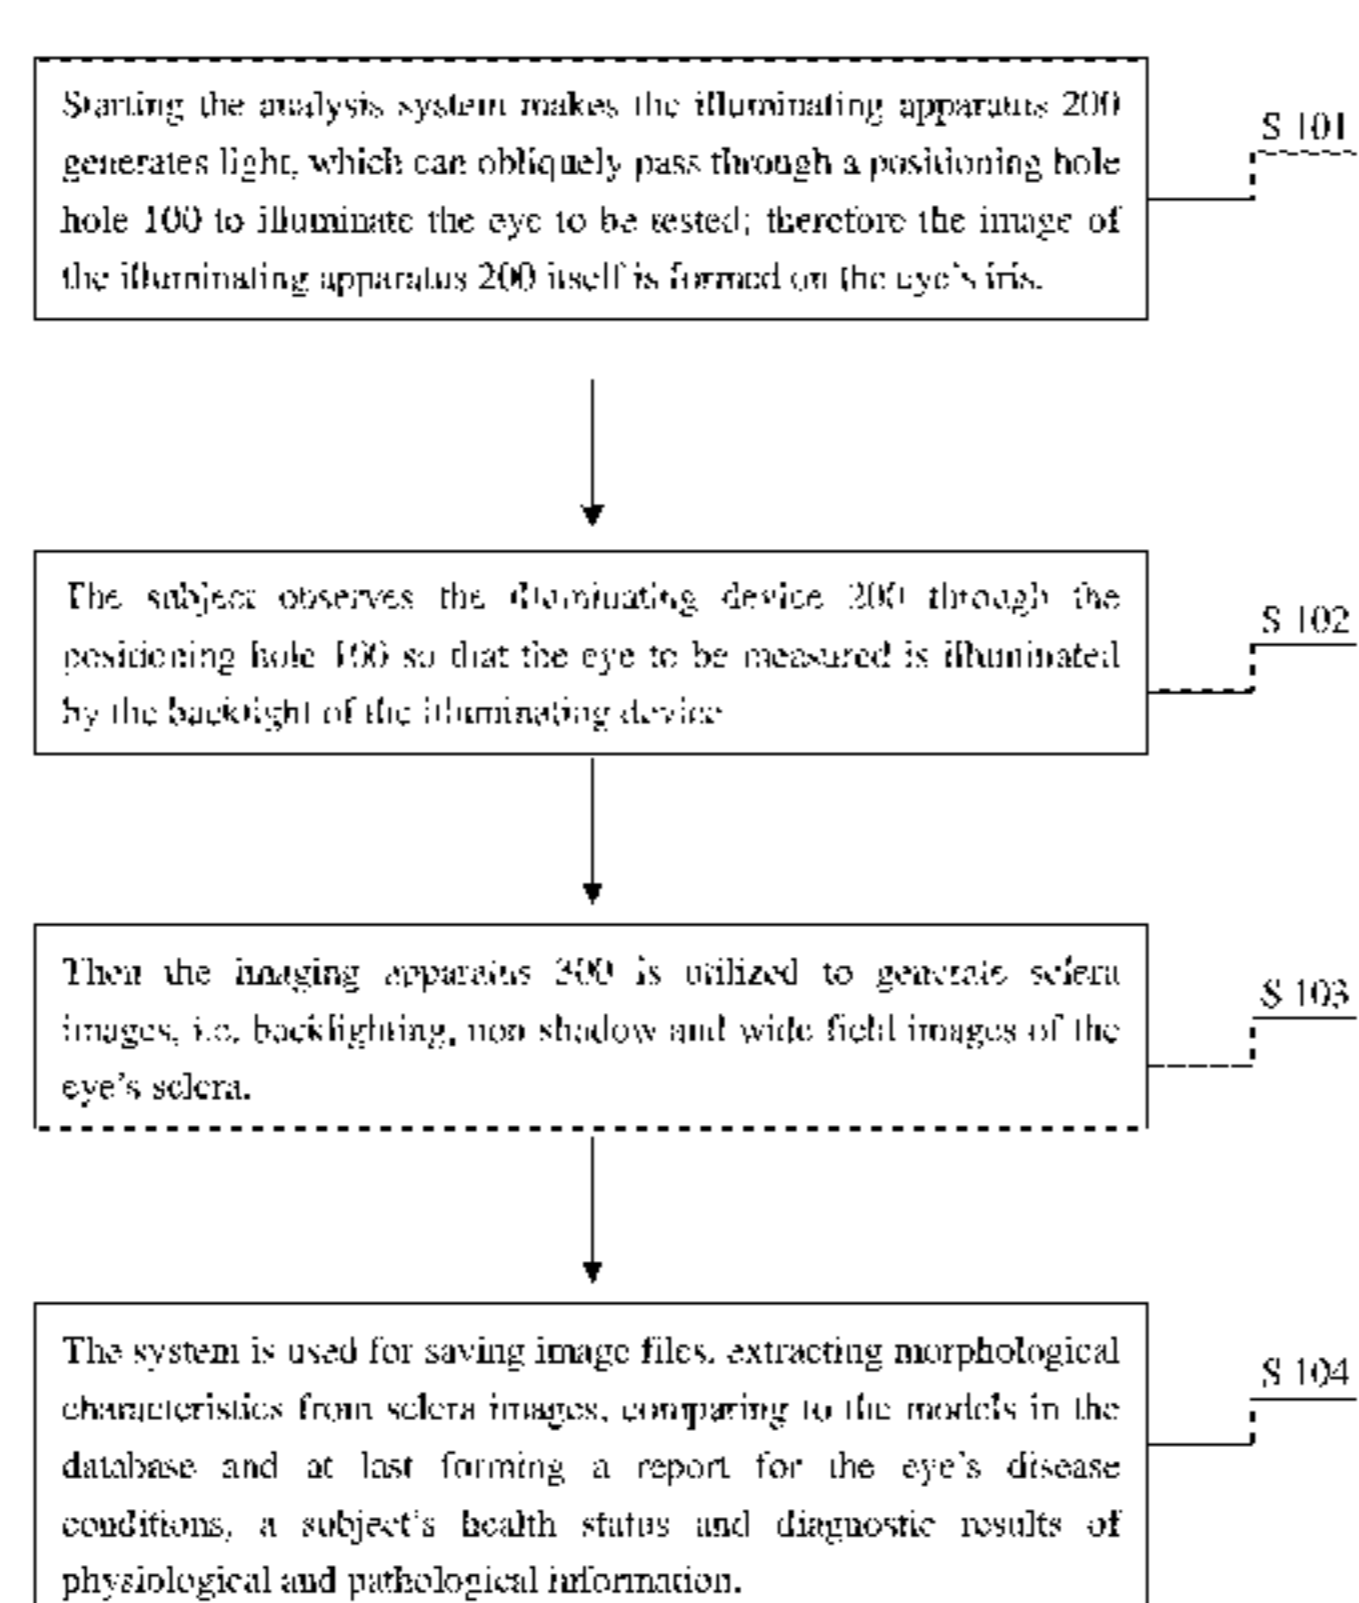 Starting the analysis system makes the illuminating apparatus 200
S 101
generates light, which can obliquely pass through a positioning hole
hole 100 to illuminate the eye to be tested; therefore the image of
the illuminating apparatus 200 itself is formed on the eye's iris.
The subject observes the illuminating device 200 through the
S 102
positioning hole 100 so that the eye to be measured is illuminated
by the backlight of the illuminating device
Then the imaging apparatus 300 is utilized to generate sclera
S 103
images, i.e. backlighting, non shadow and wide field images of the
eye's sclera.
The system is used for saving image files, extracting morphological
S 104
characteristics from sclera images, comparing to the models in the
database and at last forming a report for the eye's disease
conditions, a subject's health status and diagnostic results of
physiological and pathological information.